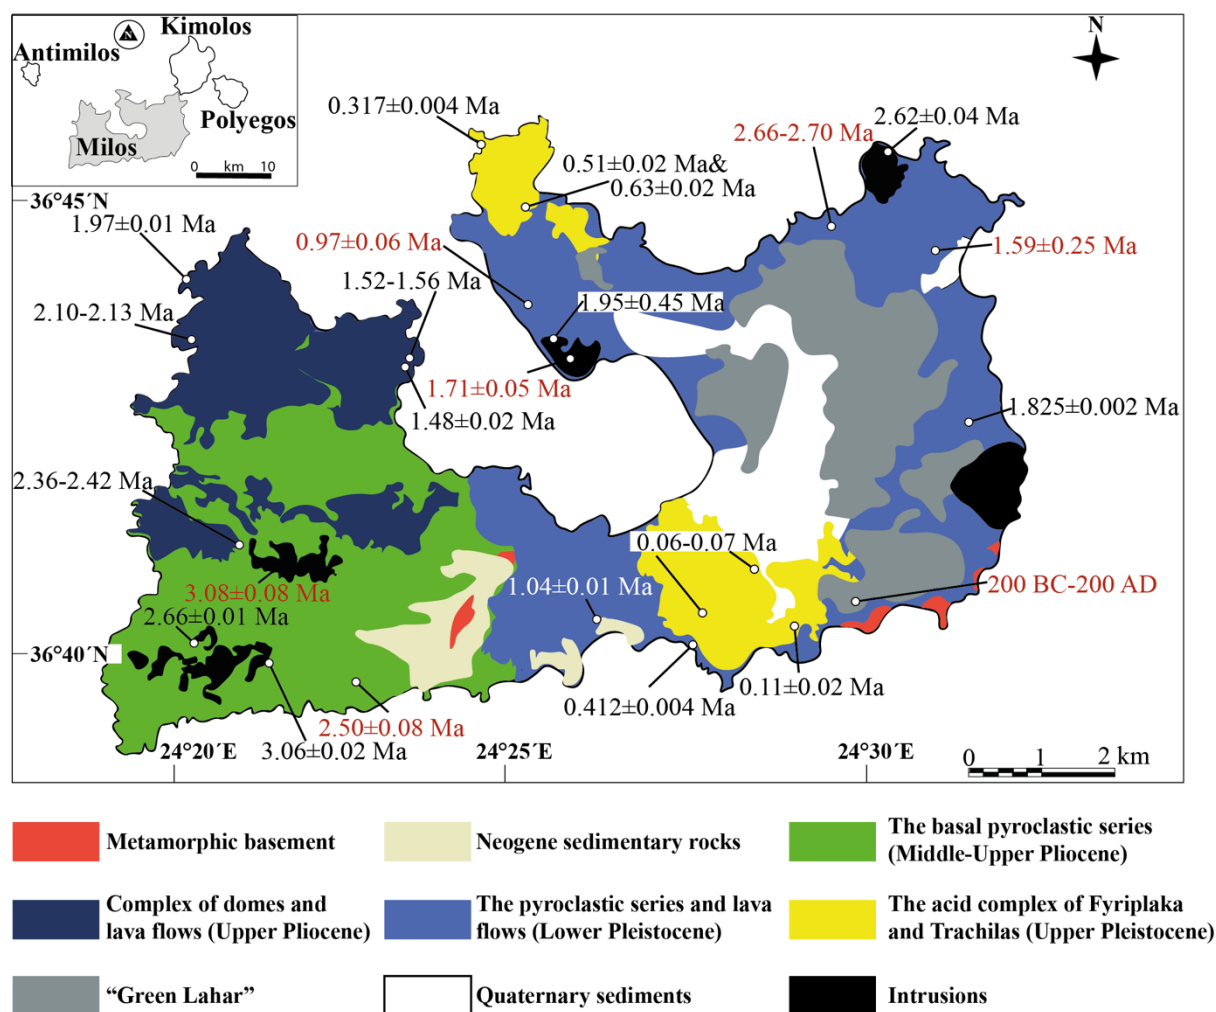 Kimolos
N
Antimilos
Polyegos
Milos
0 km 10
N
0.317±0.004 Ma
2.62±0.04 Ma
2.66-2.70 Ma
0.51±0.02 Ma&
0.63±0.02 Ma
36°45´N
1.97±0.01 Ma
0.97±0.06 Ma
1.59±0.25 Ma
1.52-1.56 Ma
1.95±0.45 Ma
2.10-2.13 Ma
1.71±0.05 Ma
1.48±0.02 Ma
1.825±0.002 Ma
2.36-2.42 Ma
0.06-0.07 Ma
3.08±0.08 Ma
1.04±0.01 Ma
200 BC-200 AD
2.66±0.01 Ma
36°40´N
0.11±0.02 Ma
0.412±0.004 Ma
2.50±0.08 Ma
3.06±0.02 Ma
24°20´E
24°25´E
24°30´E
0 1 2 km
Metamorphic basement
Neogene sedimentary rocks
The basal pyroclastic series
(Middle-Upper Pliocene)
Complex of domes and
lava flows (Upper Pliocene)
The pyroclastic series and lava
flows (Lower Pleistocene)
The acid complex of Fyriplaka
and Trachilas (Upper Pleistocene)
“Green Lahar”
Quaternary sediments
Intrusions